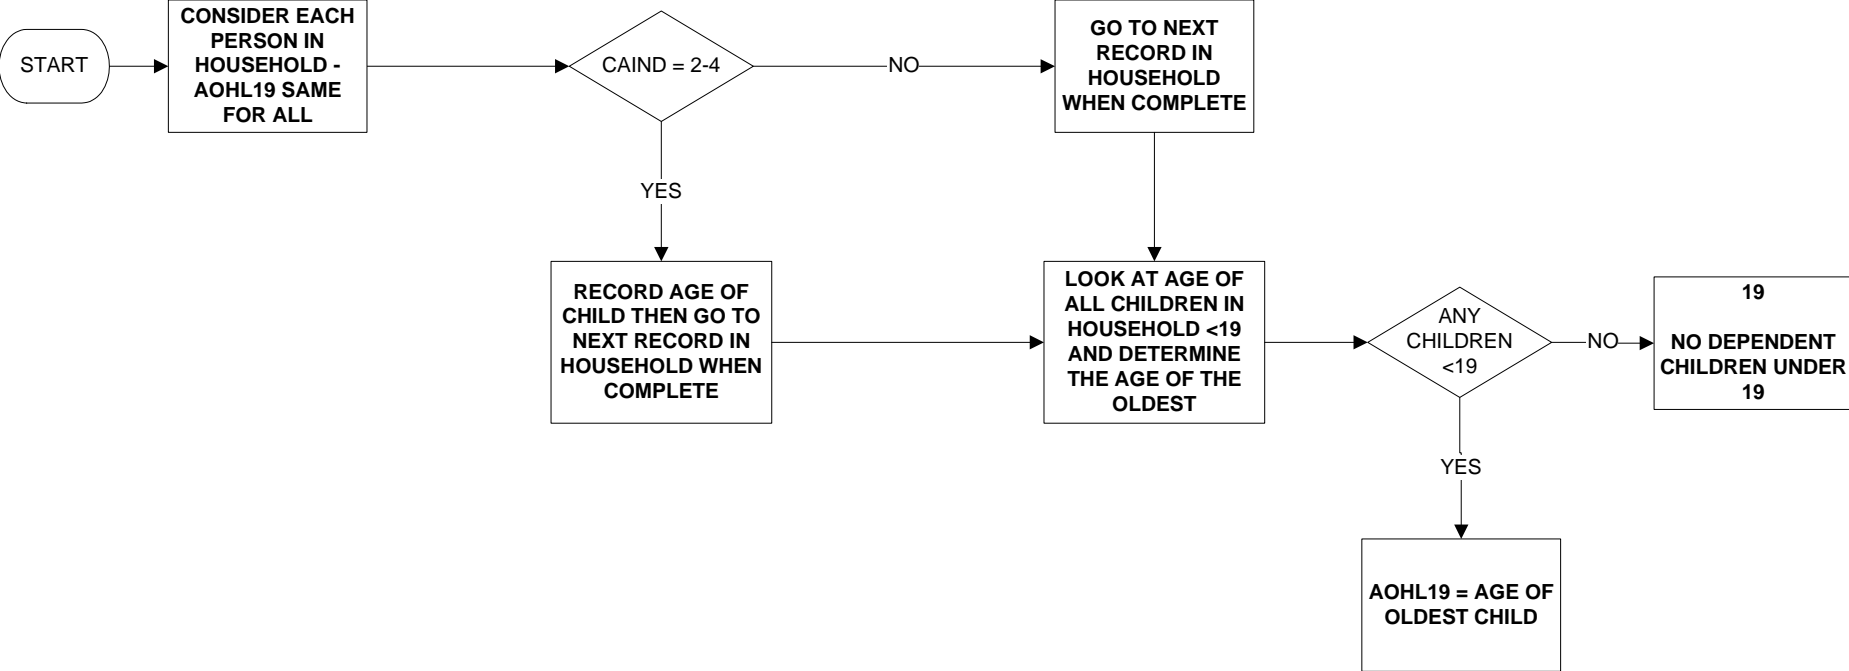 START
CONSIDER EACH
PERSON IN
HOUSEHOLD -
AOHL19 SAME
FOR ALL
CAIND = 2-4
NO
GO TO NEXT
RECORD IN
HOUSEHOLD
WHEN COMPLETE
YES
RECORD AGE OF
CHILD THEN GO TO
NEXT RECORD IN
HOUSEHOLD WHEN
COMPLETE
LOOK AT AGE OF
ALL CHILDREN IN
HOUSEHOLD <19
AND DETERMINE
THE AGE OF THE
OLDEST
ANY
CHILDREN
<19
NO
19
NO DEPENDENT
CHILDREN UNDER
19
YES
AOHL19 = AGE OF
OLDEST CHILD